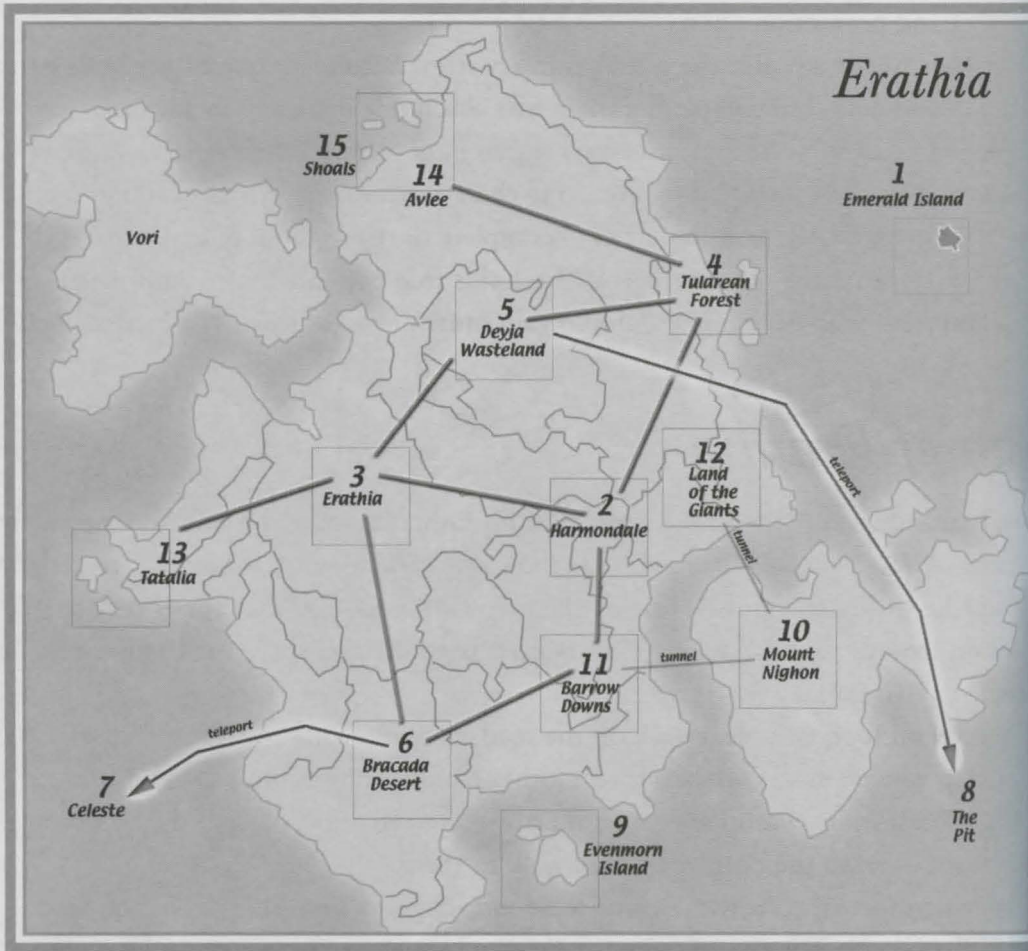 Erathia
15
Shoals
14
Avlee
1
Emerald Island
Vori
4
Tularean
Forest
5
Deyja
Wasteland
12
Land
of the
Giants
teleport
3
Erathia
2
Harmondale
13
Tatalia
tunnel
10
Mount
Nighon
11
Barrow
Downs
tunnel
teleport
6
Bracada
Desert
7
Celeste
8
The
Pit
9
Evenmorn
Island